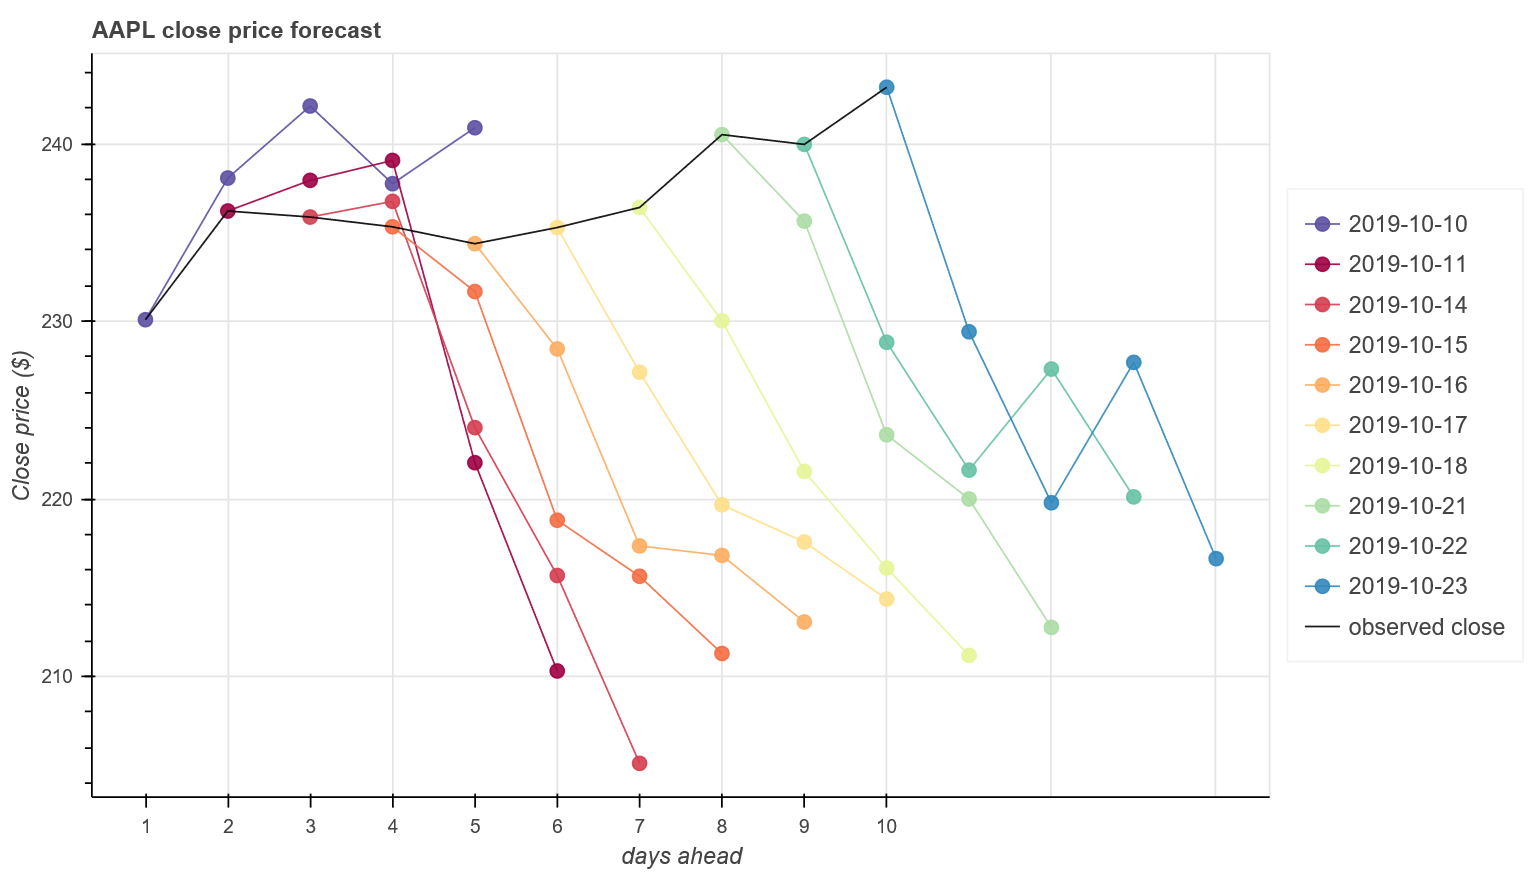 AAPL close price forecast
Close price ($)
240
230
220
210
1 2 3 4 5 6 7 8 9 10
days ahead
2019-10-10
2019-10-11
2019-10-14
2019-10-15
2019-10-16
2019-10-17
2019-10-18
2019-10-21
2019-10-22
2019-10-23
observed close